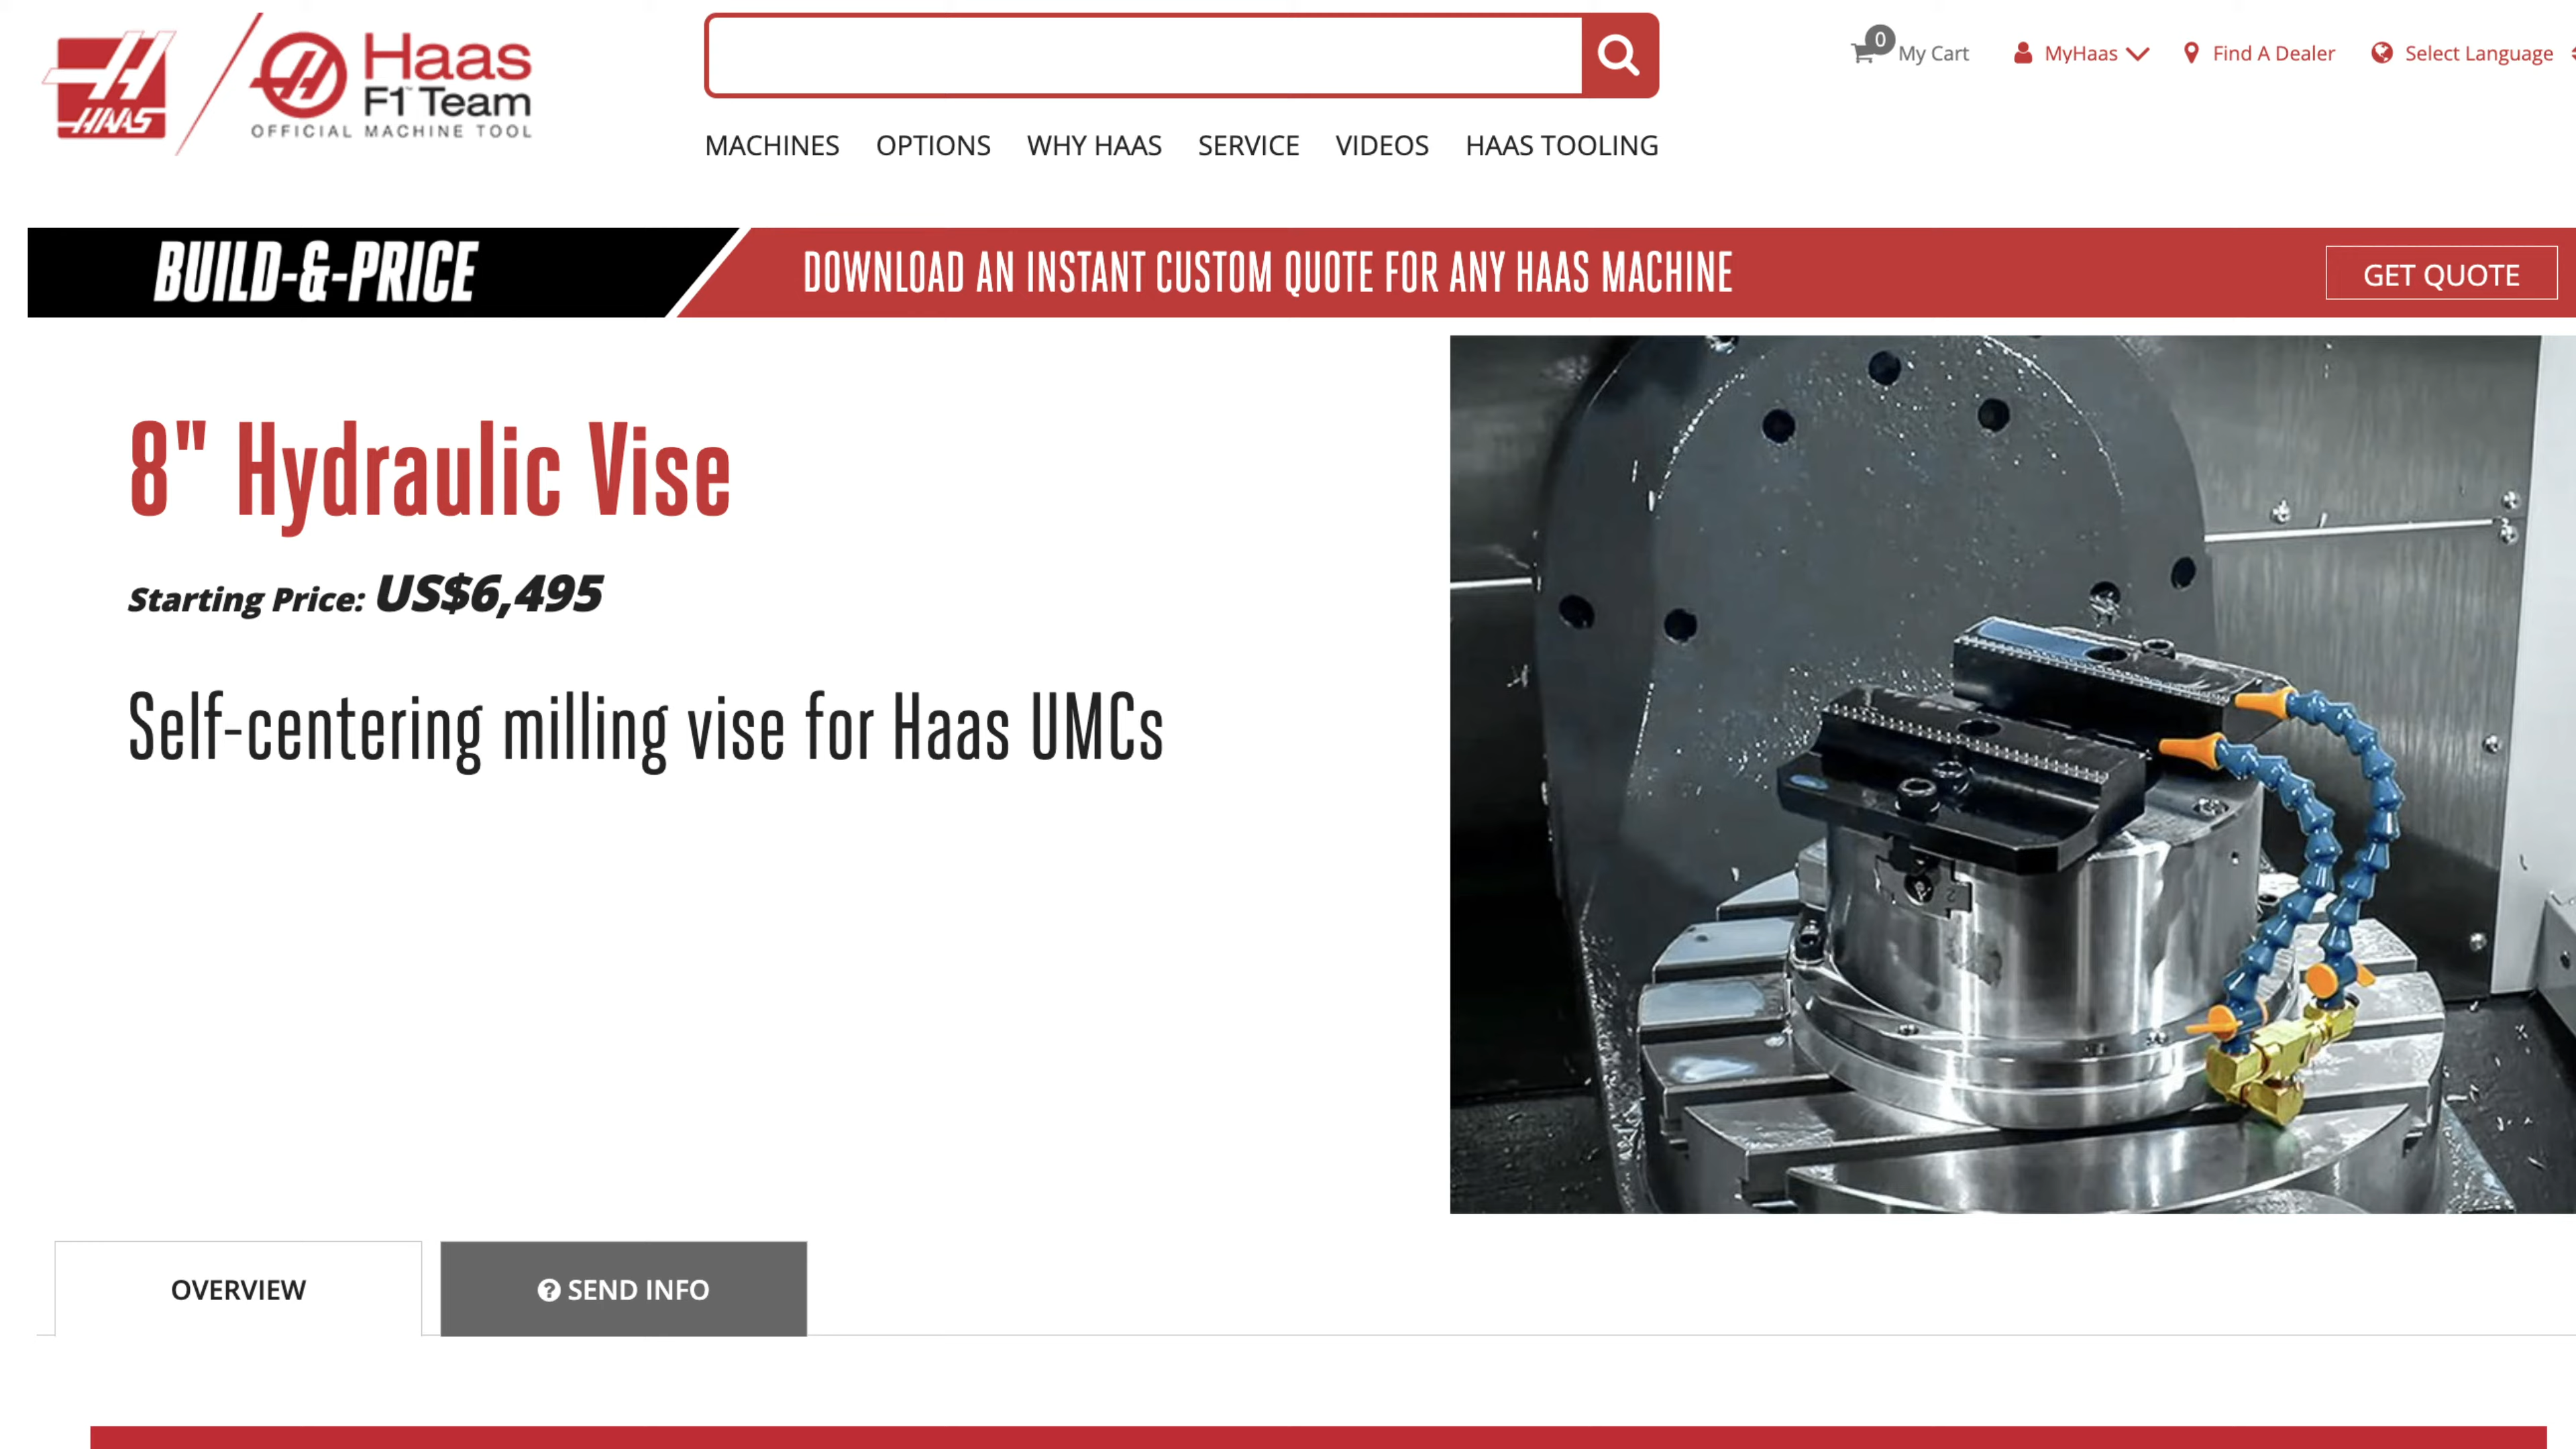 HAAS
Haas
F1 Team
OFFICIAL MACHINE TOOL
0 My Cart
MyHaas
Find A Dealer
Select Language
MACHINES OPTIONS WHY HAAS SERVICE VIDEOS HAAS TOOLING
BUILD-&-PRICE
DOWNLOAD AN INSTANT CUSTOM QUOTE FOR ANY HAAS MACHINE
GET QUOTE
8" Hydraulic Vise
Starting Price: US$6,495
Self-centering milling vise for Haas UMCs
2
OVERVIEW
? SEND INFO